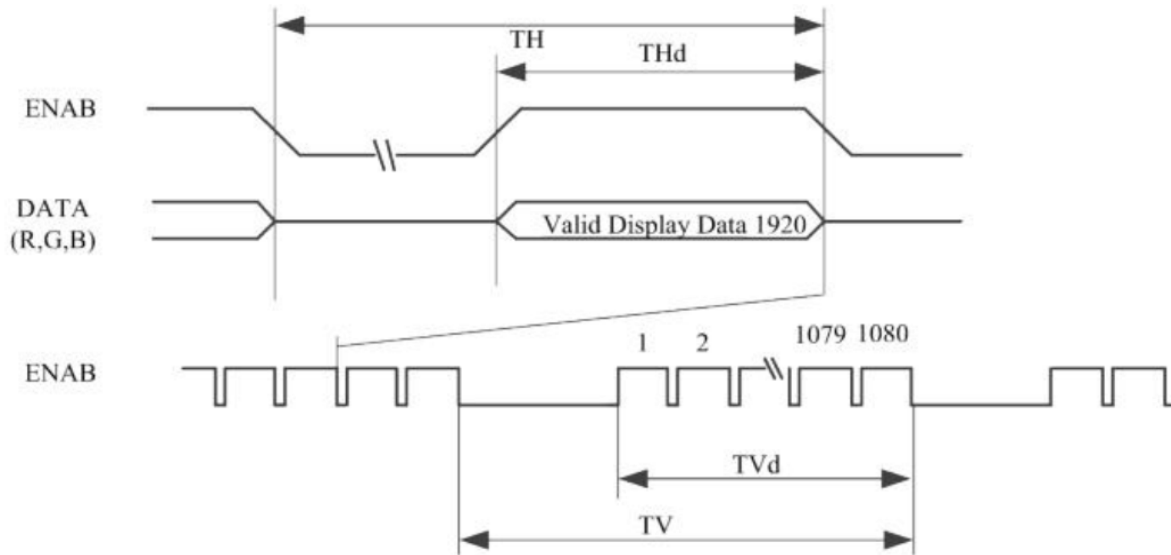 TH
THd
ENAB
DATA
(R,G,B)
Valid Display Data 1920
1 2 1079 1080
ENAB
TVd
TV